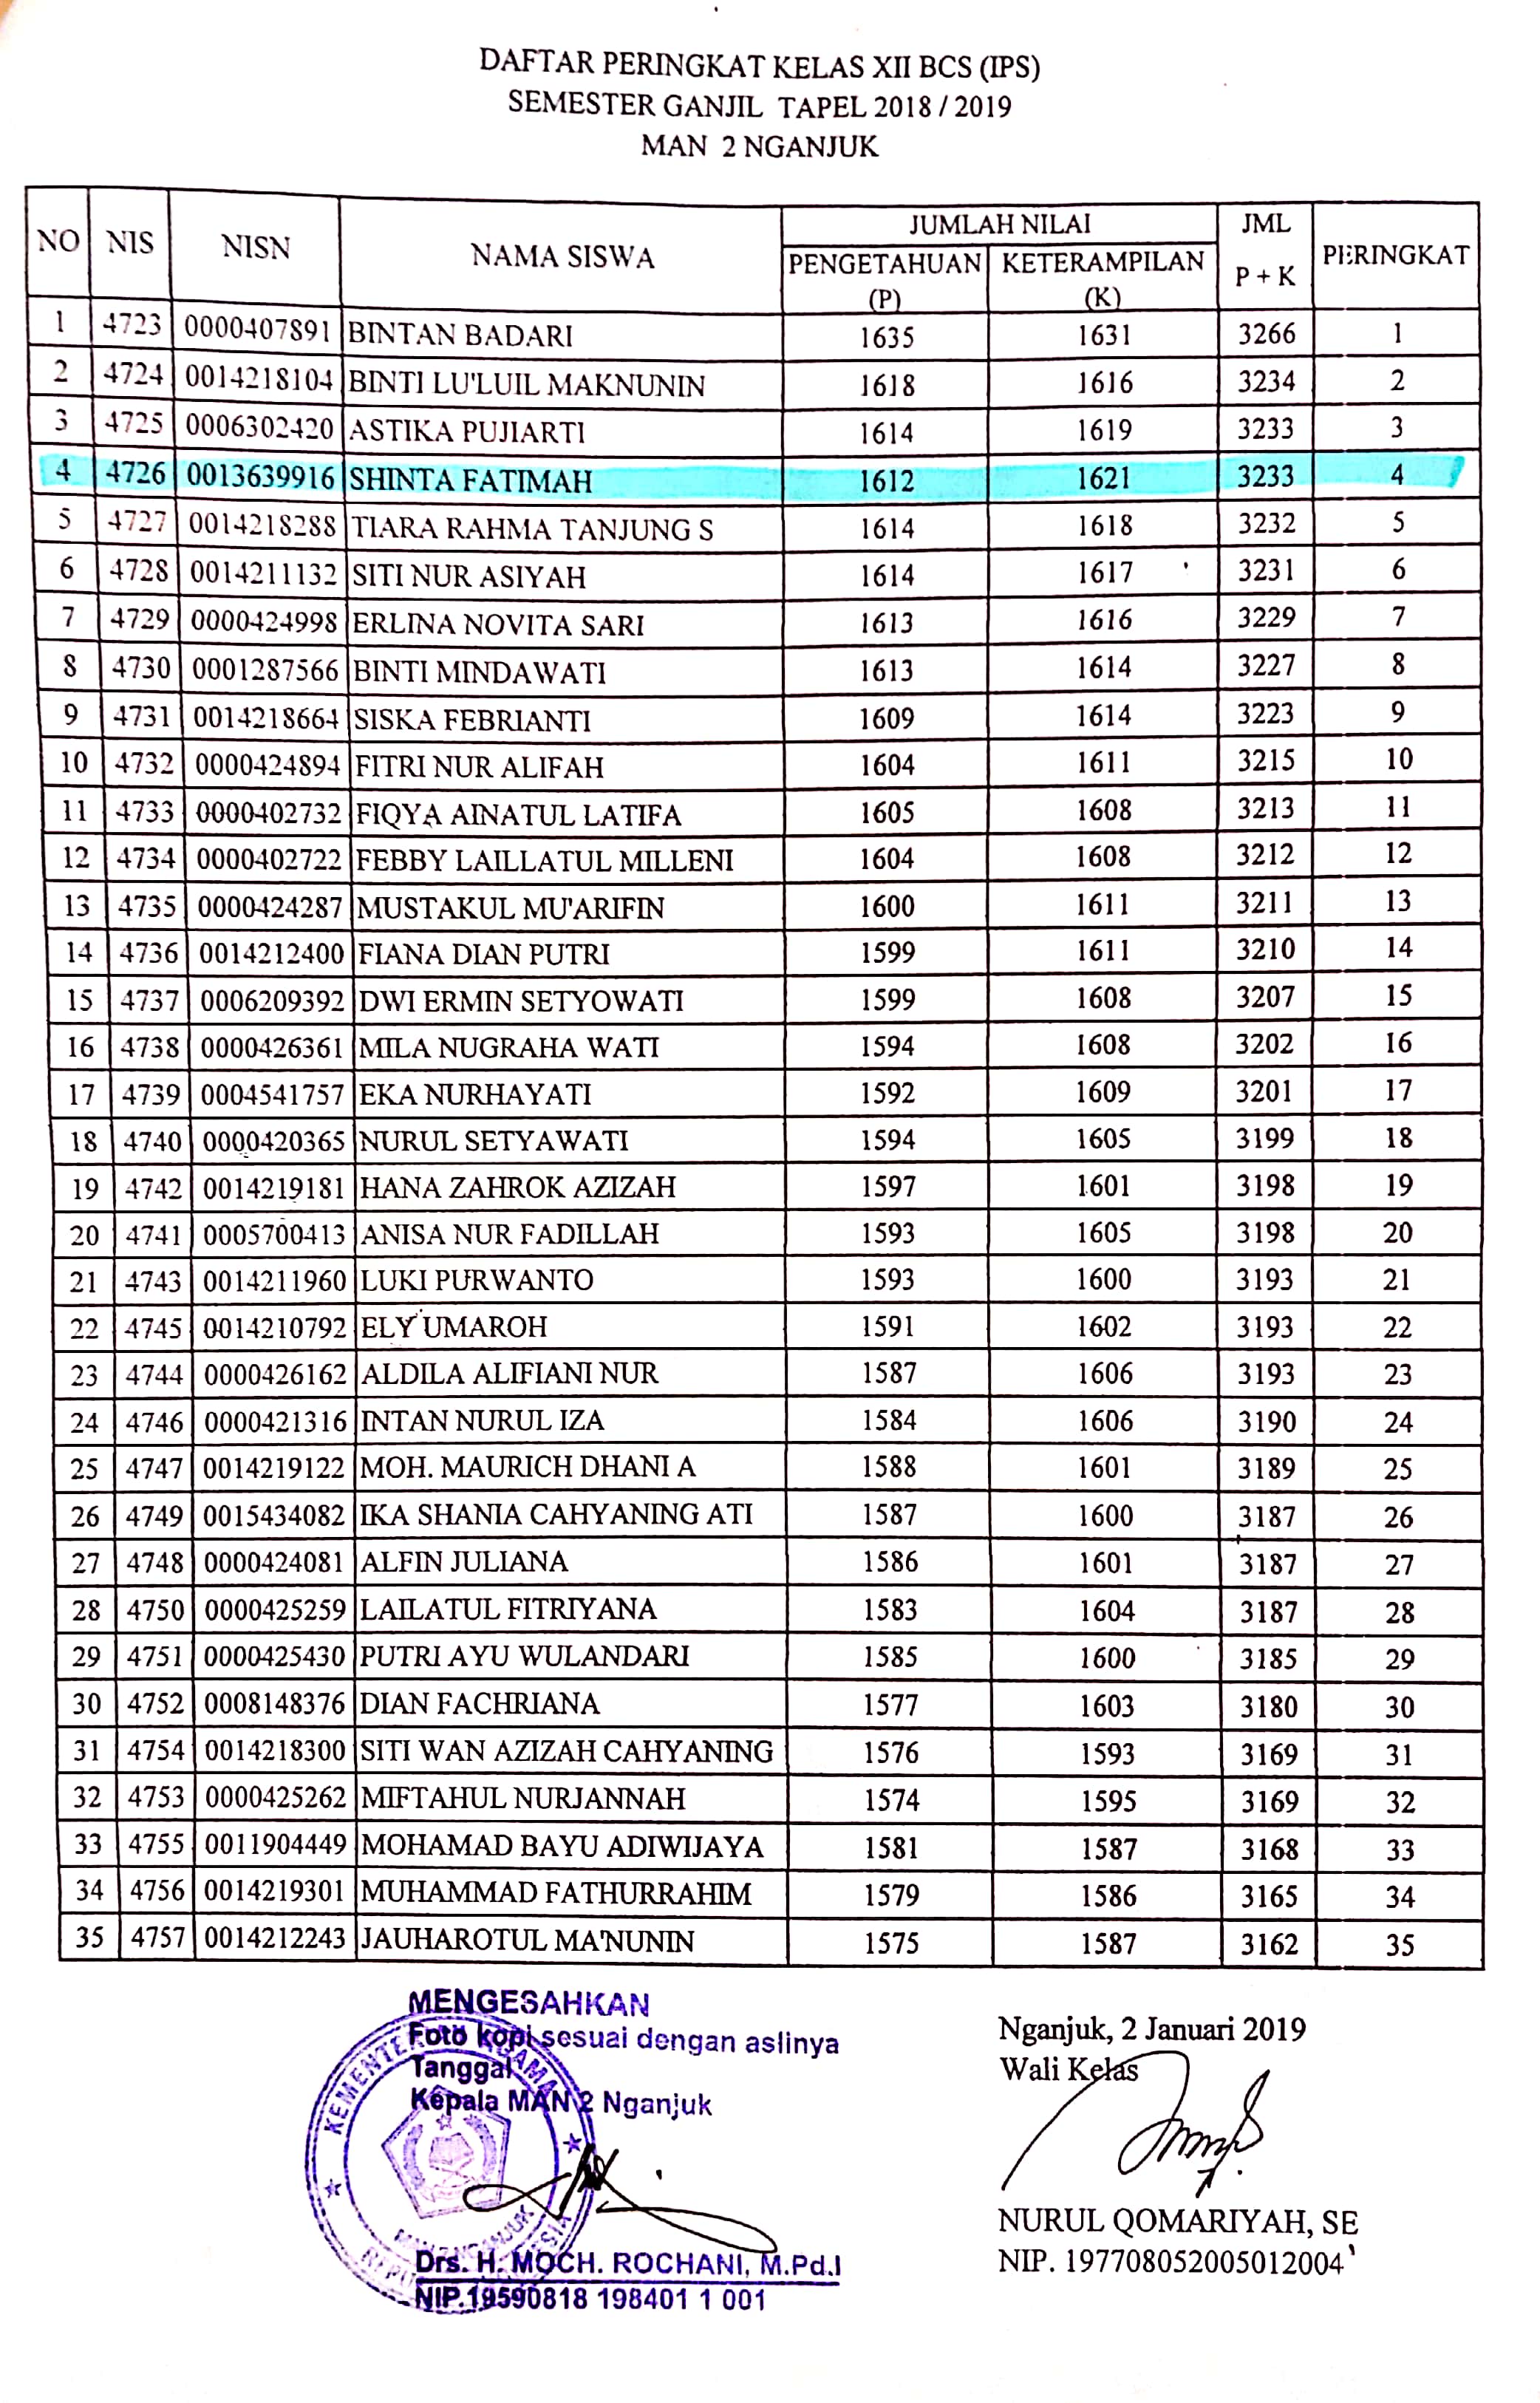 DAFTAR PERINGKAT KELAS XII BCS (IPS)
SEMESTER GANJIL TAPEL 2018 / 2019
MAN 2 NGANJUK
NO NIS NISN NAMA SISWA JUMLAH NILAI JML P + K PERINGKAT
PENGETAHUAN (P) KETERAMPILAN (K)
1 4723 0000407891 BINTAN BADARI 1635 1631 3266 1
2 4724 0014218104 BINTI LU'LUIL MAKNUNIN 1618 1616 3234 2
3 4725 0006302420 ASTIKA PUJIARTI 1614 1619 3233 3
4 4726 0013639916 SHINTA FATIMAH 1612 1621 3233 4
5 4727 0014218288 TIARA RAHMA TANJUNG S 1614 1618 3232 5
6 4728 0014211132 SITI NUR ASIYAH 1614 1617 3231 6
7 4729 0000424998 ERLINA NOVITA SARI 1613 1616 3229 7
8 4730 0001287566 BINTI MINDAWATI 1613 1614 3227 8
9 4731 0014218664 SISKA FEBRIANTI 1609 1614 3223 9
10 4732 0000424894 FITRI NUR ALIFAH 1604 1611 3215 10
11 4733 0000402732 FIQYA AINATUL LATIFA 1605 1608 3213 11
12 4734 0000402722 FEBBY LAILLATUL MILLENI 1604 1608 3212 12
13 4735 0000424287 MUSTAKUL MU'ARIFIN 1600 1611 3211 13
14 4736 0014212400 FIANA DIAN PUTRI 1599 1611 3210 14
15 4737 0006209392 DWI ERMIN SETYOWATI 1599 1608 3207 15
16 4738 0000426361 MILA NUGRAHA WATI 1594 1608 3202 16
17 4739 0004541757 EKA NURHAYATI 1592 1609 3201 17
18 4740 0000420365 NURUL SETYAWATI 1594 1605 3199 18
19 4742 0014219181 HANA ZAHROK AZIZAH 1597 1601 3198 19
20 4741 0005700413 ANISA NUR FADILLAH 1593 1605 3198 20
21 4743 0014211960 LUKI PURWANTO 1593 1600 3193 21
22 4745 0014210792 ELY UMAROH 1591 1602 3193 22
23 4744 0000426162 ALDILA ALIFIANI NUR 1587 1606 3193 23
24 4746 0000421316 INTAN NURUL IZA 1584 1606 3190 24
25 4747 0014219122 MOH. MAURICH DHANI A 1588 1601 3189 25
26 4749 0015434082 IKA SHANIA CAHYANING ATI 1587 1600 3187 26
27 4748 0000424081 ALFIN JULIANA 1586 1601 3187 27
28 4750 0000425259 LAILATUL FITRIYANA 1583 1604 3187 28
29 4751 0000425430 PUTRI AYU WULANDARI 1585 1600 3185 29
30 4752 0008148376 DIAN FACHRIANA 1577 1603 3180 30
31 4754 0014218300 SITI WAN AZIZAH CAHYANING 1576 1593 3169 31
32 4753 0000425262 MIFTAHUL NURJANNAH 1574 1595 3169 32
33 4755 0011904449 MOHAMAD BAYU ADIWIJAYA 1581 1587 3168 33
34 4756 0014219301 MUHAMMAD FATHURRAHIM 1579 1586 3165 34
35 4757 0014212243 JAUHAROTUL MA'NUNIN 1575 1587 3162 35
MENGESAHKAN
Foto kopi sesuai dengan aslinya
Tanggal
Kepala MAN 2 Nganjuk
Drs. H. MOCH. ROCHANI, M.Pd.I
NIP.19590818 198401 1 001
Nganjuk, 2 Januari 2019
Wali Kelas
NURUL QOMARIYAH, SE
NIP. 197708052005012004